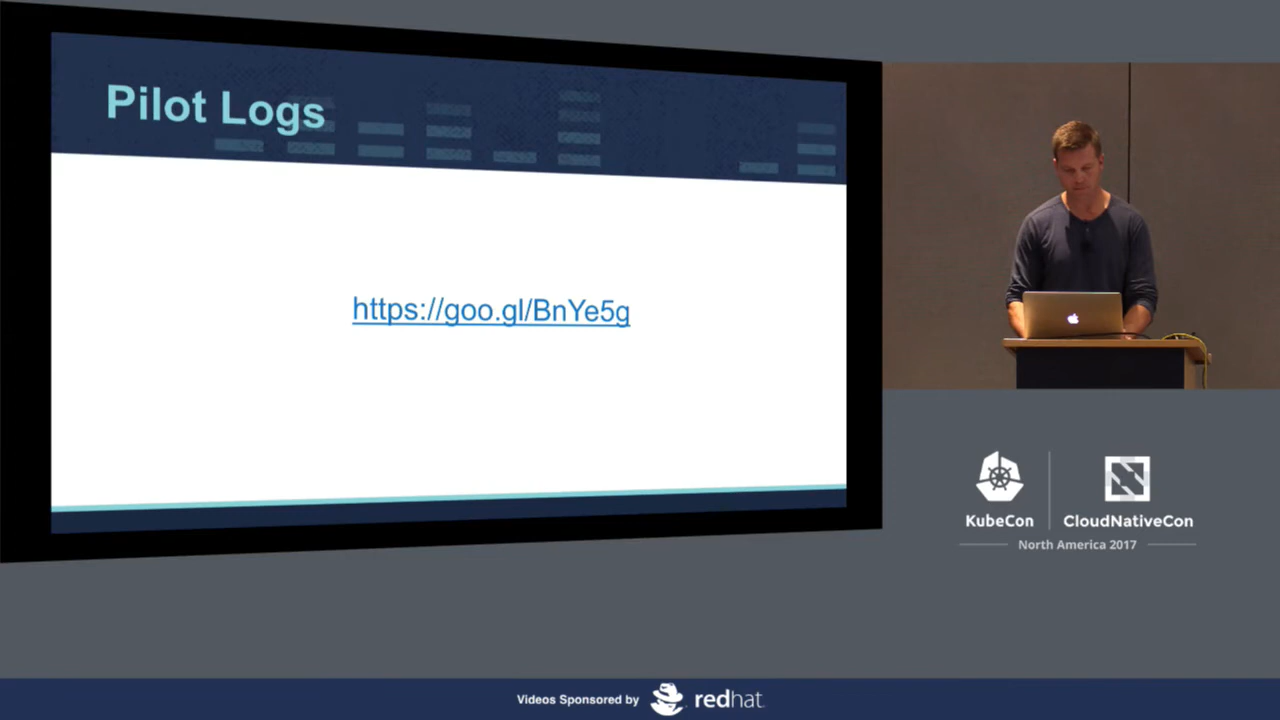 Pilot Logs
https://goo.gl/BnYe5g
KubeCon
CloudNativeCon
North America 2017
Videos Sponsored by
redhat